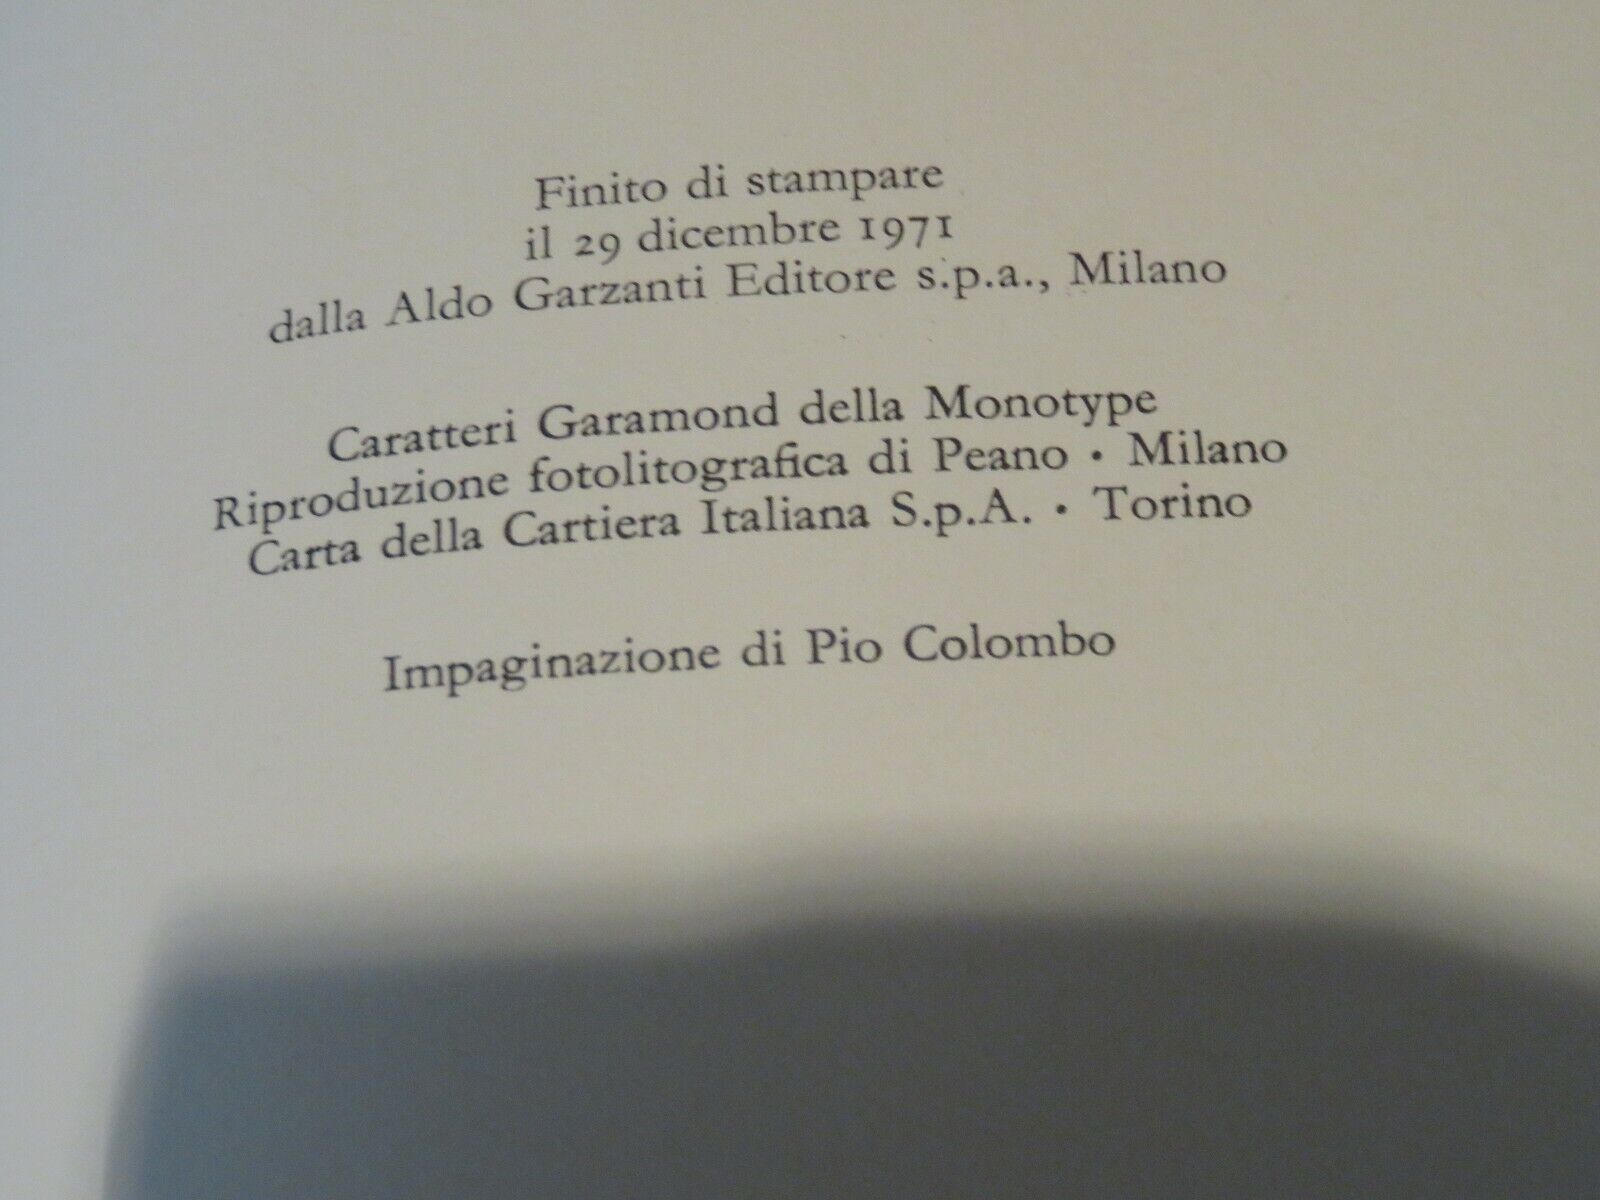 Finito di stampare
il 29 dicembre 1971
dalla Aldo Garzanti Editore s.p.a., Milano
Caratteri Garamond della Monotype
Riproduzione fotolitografica di Peano • Milano
Carta della Cartiera Italiana S.p.A. • Torino
Impaginazione di Pio Colombo